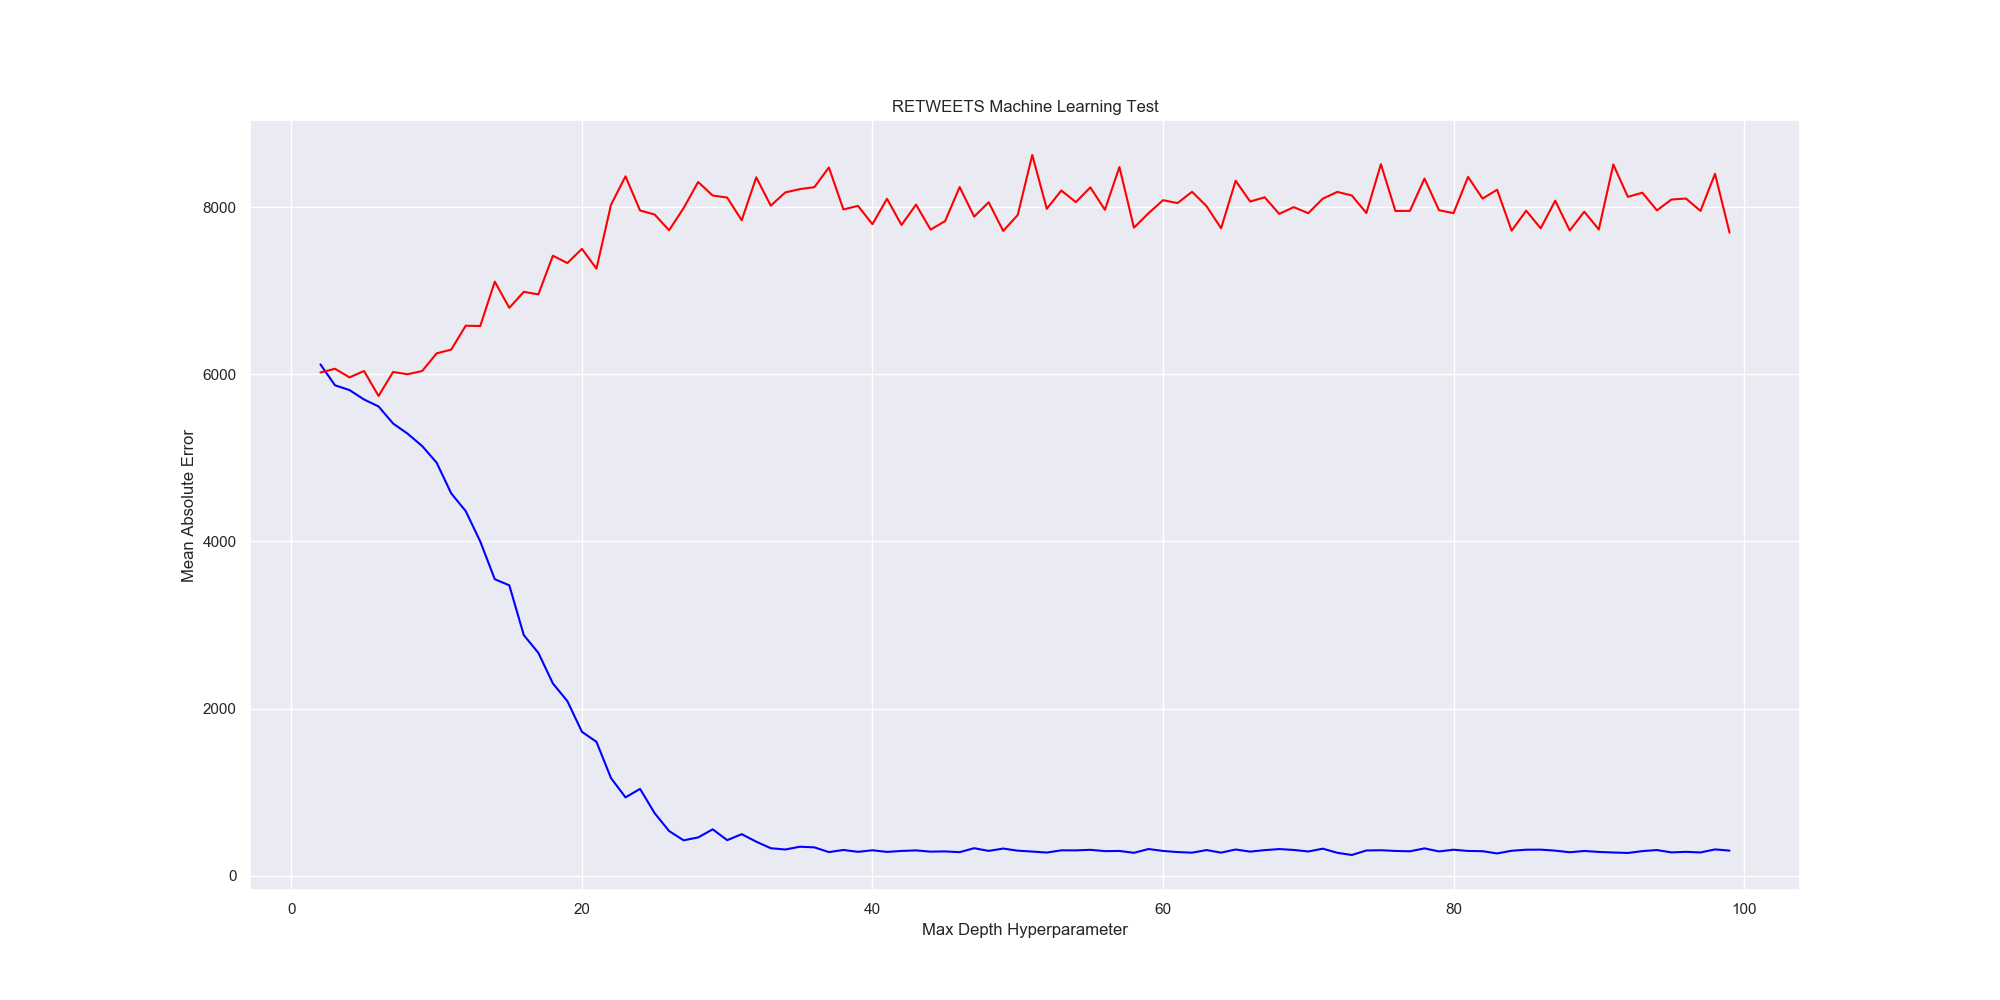 RETWEETS Machine Learning Test
Mean Absolute Error
8000
6000
4000
2000
0
0 20 40 60 80 100
Max Depth Hyperparameter